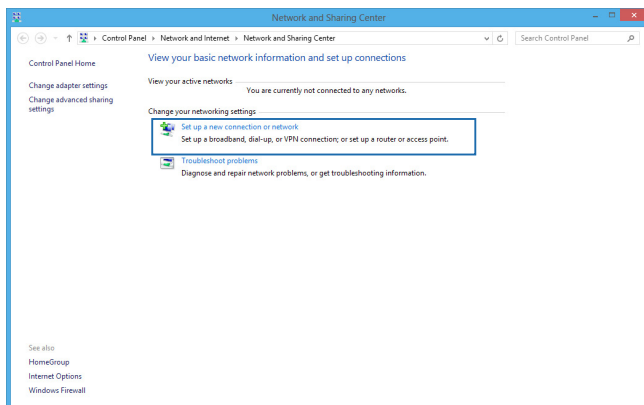 Network and Sharing Center
Control Panel Network and Internet Network and Sharing Center
Search Control Panel
Control Panel Home
Change adapter settings
Change advanced sharing
settings
View your basic network information and set up connections
View your active networks
You are currently not connected to any networks.
Change your networking settings
Set up a new connection or network
Set up a broadband, dial-up, or VPN connection; or set up a router or access point.
Troubleshoot problems
Diagnose and repair network problems, or get troubleshooting information.
See also
HomeGroup
Internet Options
Windows Firewall